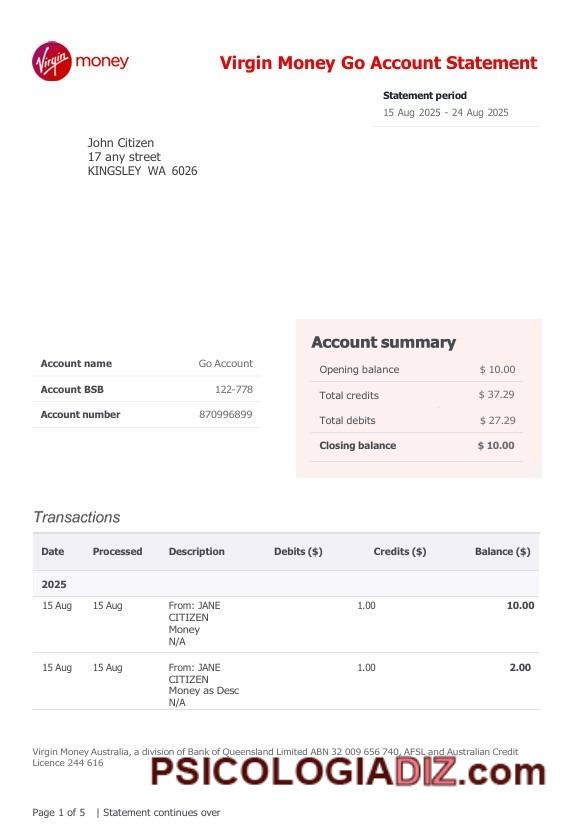 Virgin money
Virgin Money Go Account Statement
Statement period
15 Aug 2025 - 24 Aug 2025
John Citizen
17 any street
KINGSLEY WA 6026
Account name Go Account
Account BSB 122-778
Account number 870996899
Account summary
Opening balance $ 10.00
Total credits $ 37.29
Total debits $ 27.29
Closing balance $ 10.00
Transactions
Date Processed Description Debits ($) Credits ($) Balance ($)
2025
15 Aug 15 Aug From: JANE 1.00 10.00
CITIZEN
Money
N/A
15 Aug 15 Aug From: JANE 1.00 2.00
CITIZEN
Money as Desc
N/A
Virgin Money Australia, a division of Bank of Queensland Limited ABN 32 009 656 740, AFSL and Australian Credit
Licence 244 616
PSICOLOGIADIZ.com
Page 1 of 5 | Statement continues over